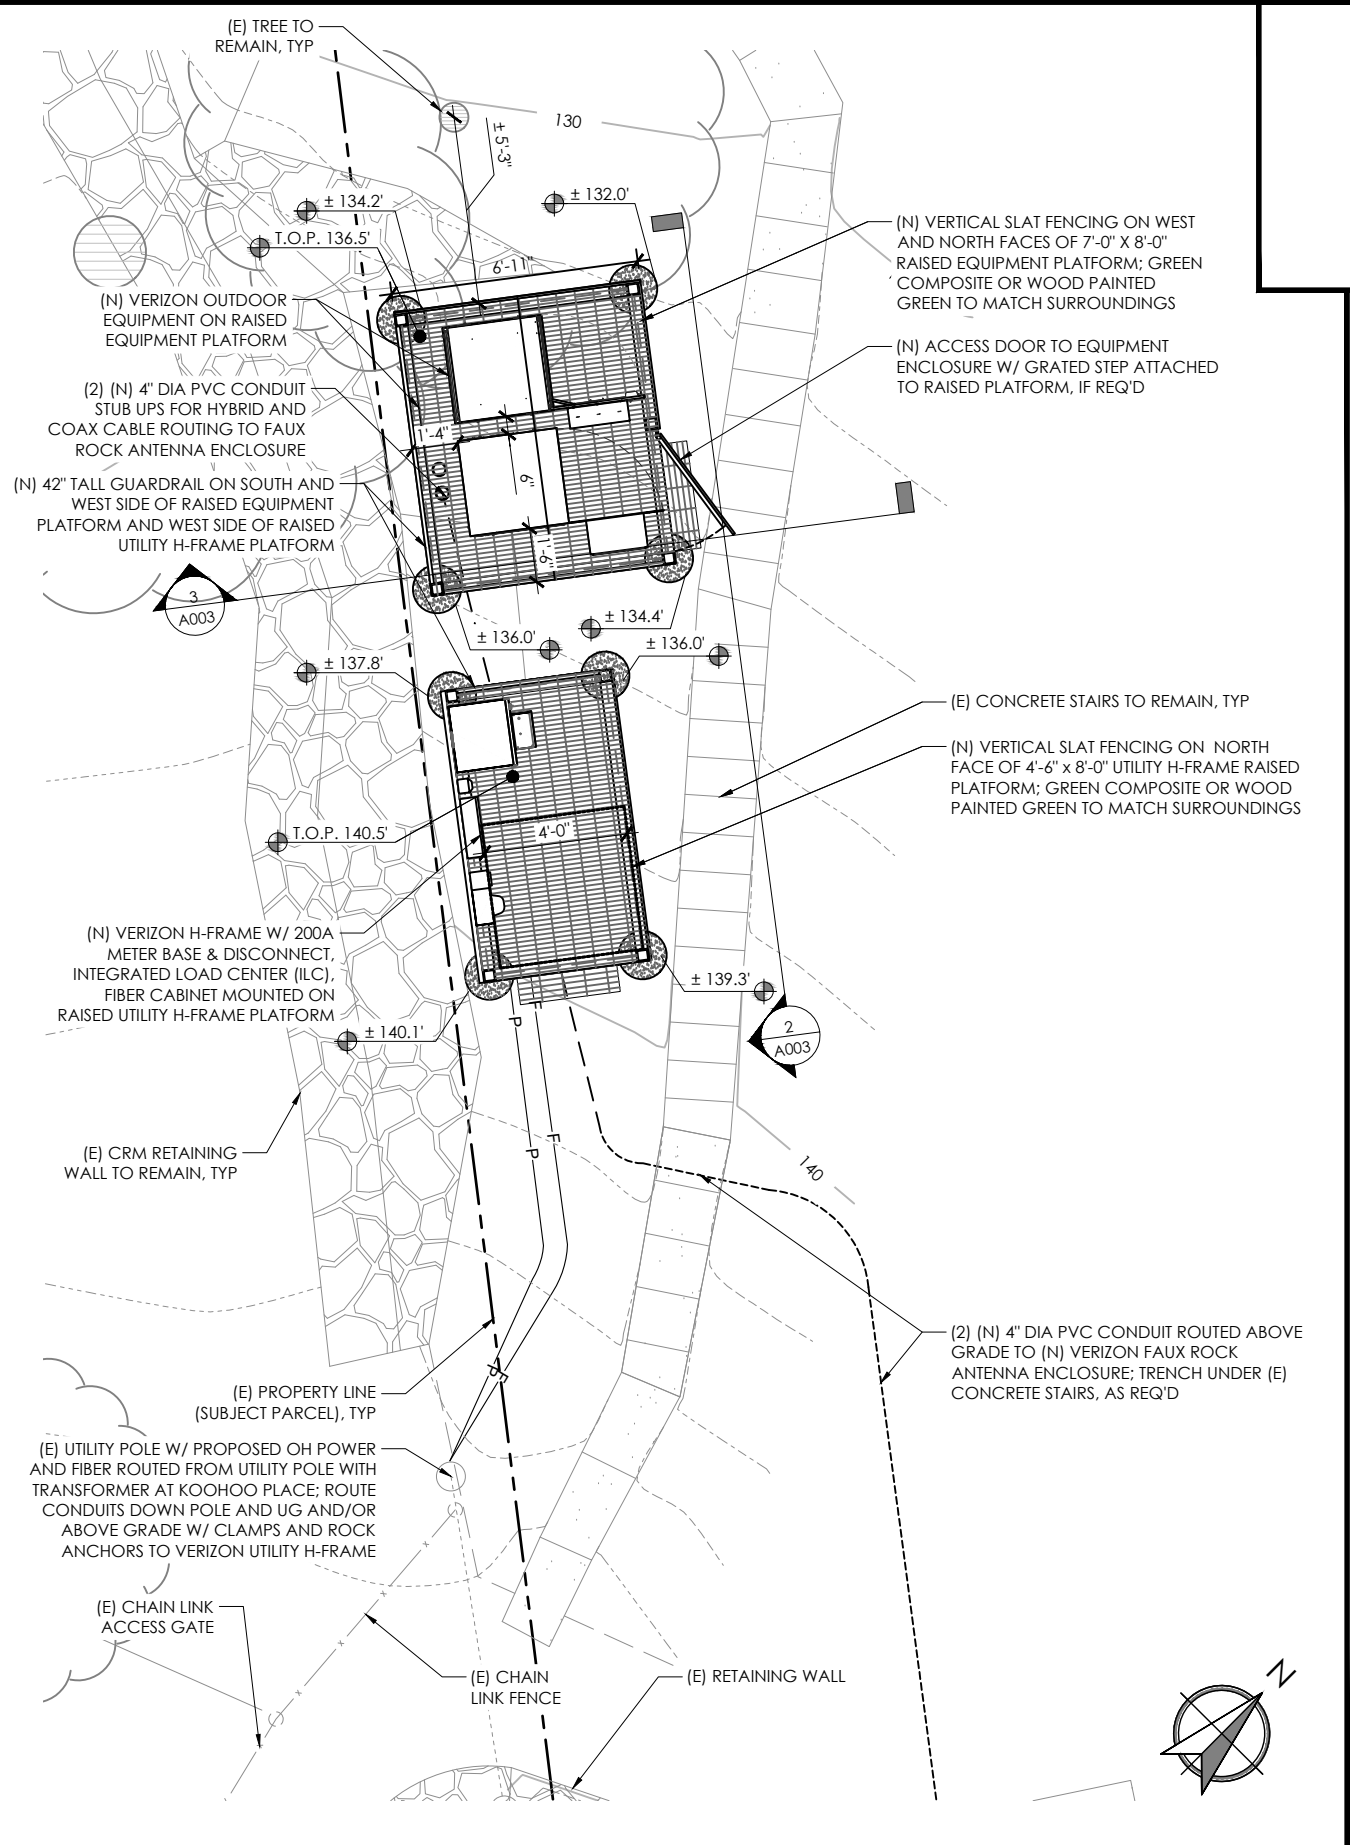 (E) TREE TO
REMAIN, TYP
130
± 5'-3"
± 134.2'
± 132.0'
T.O.P. 136.5'
6'-11"
(N) VERTICAL SLAT FENCING ON WEST
AND NORTH FACES OF 7'-0" X 8'-0"
RAISED EQUIPMENT PLATFORM; GREEN
COMPOSITE OR WOOD PAINTED
GREEN TO MATCH SURROUNDINGS
(N) VERIZON OUTDOOR
EQUIPMENT ON RAISED
EQUIPMENT PLATFORM
(N) ACCESS DOOR TO EQUIPMENT
ENCLOSURE W/ GRATED STEP ATTACHED
TO RAISED PLATFORM, IF REQ'D
(2) (N) 4" DIA PVC CONDUIT
STUB UPS FOR HYBRID AND
COAX CABLE ROUTING TO FAUX
ROCK ANTENNA ENCLOSURE
1'-4"
6"
1'-6"
(N) 42" TALL GUARDRAIL ON SOUTH AND
WEST SIDE OF RAISED EQUIPMENT
PLATFORM AND WEST SIDE OF RAISED
UTILITY H-FRAME PLATFORM
3
A003
± 134.4'
± 136.0'
± 136.0'
± 137.8'
(E) CONCRETE STAIRS TO REMAIN, TYP
(N) VERTICAL SLAT FENCING ON NORTH
FACE OF 4'-6" x 8'-0" UTILITY H-FRAME RAISED
PLATFORM; GREEN COMPOSITE OR WOOD
PAINTED GREEN TO MATCH SURROUNDINGS
T.O.P. 140.5'
4'-0"
(N) VERIZON H-FRAME W/ 200A
METER BASE & DISCONNECT,
INTEGRATED LOAD CENTER (ILC),
FIBER CABINET MOUNTED ON
RAISED UTILITY H-FRAME PLATFORM
± 139.3'
± 140.1'
2
A003
F
P
F
P
(E) CRM RETAINING
WALL TO REMAIN, TYP
140
(2) (N) 4" DIA PVC CONDUIT ROUTED ABOVE
GRADE TO (N) VERIZON FAUX ROCK
ANTENNA ENCLOSURE; TRENCH UNDER (E)
CONCRETE STAIRS, AS REQ'D
F
P
(E) PROPERTY LINE
(SUBJECT PARCEL), TYP
(E) UTILITY POLE W/ PROPOSED OH POWER
AND FIBER ROUTED FROM UTILITY POLE WITH
TRANSFORMER AT KOOHOO PLACE; ROUTE
CONDUITS DOWN POLE AND UG AND/OR
ABOVE GRADE W/ CLAMPS AND ROCK
ANCHORS TO VERIZON UTILITY H-FRAME
(E) CHAIN LINK
ACCESS GATE
(E) CHAIN
LINK FENCE
(E) RETAINING WALL
N